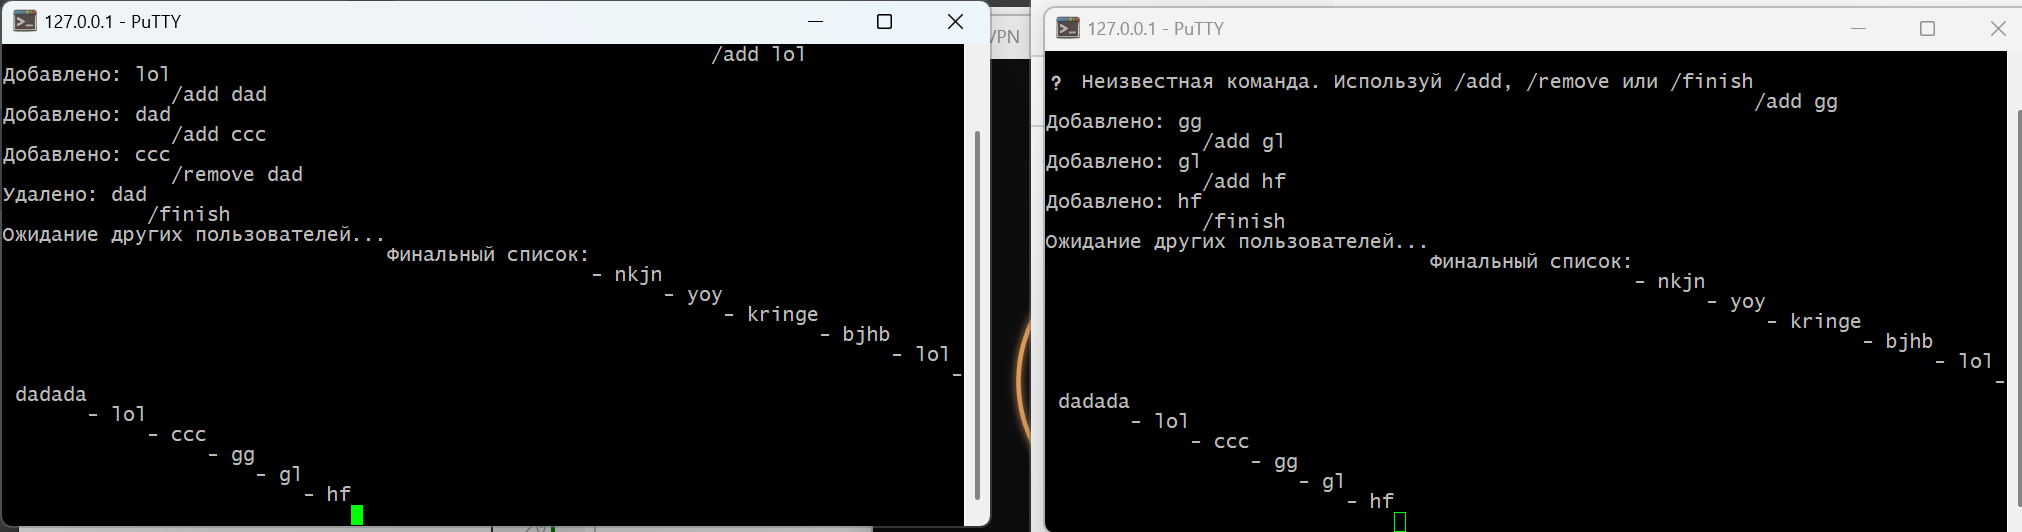 127.0.0.1 - PuTTY
/add lol
Добавлено: lol
/add dad
Добавлено: dad
/add ccc
Добавлено: ccc
/remove dad
Удалено: dad
/finish
Ожидание других пользователей...
Финальный список:
- nkjn
- yoy
- kringe
- bjhb
- lol
-
dadada
- lol
- ccc
- gg
- gl
- hf
VPN
127.0.0.1 - PuTTY
? Неизвестная команда. Используй /add, /remove или /finish
/add gg
Добавлено: gg
/add gl
Добавлено: gl
/add hf
Добавлено: hf
/finish
Ожидание других пользователей...
Финальный список:
- nkjn
- yoy
- kringe
- bjhb
- lol
-
dadada
- lol
- ccc
- gg
- gl
- hf